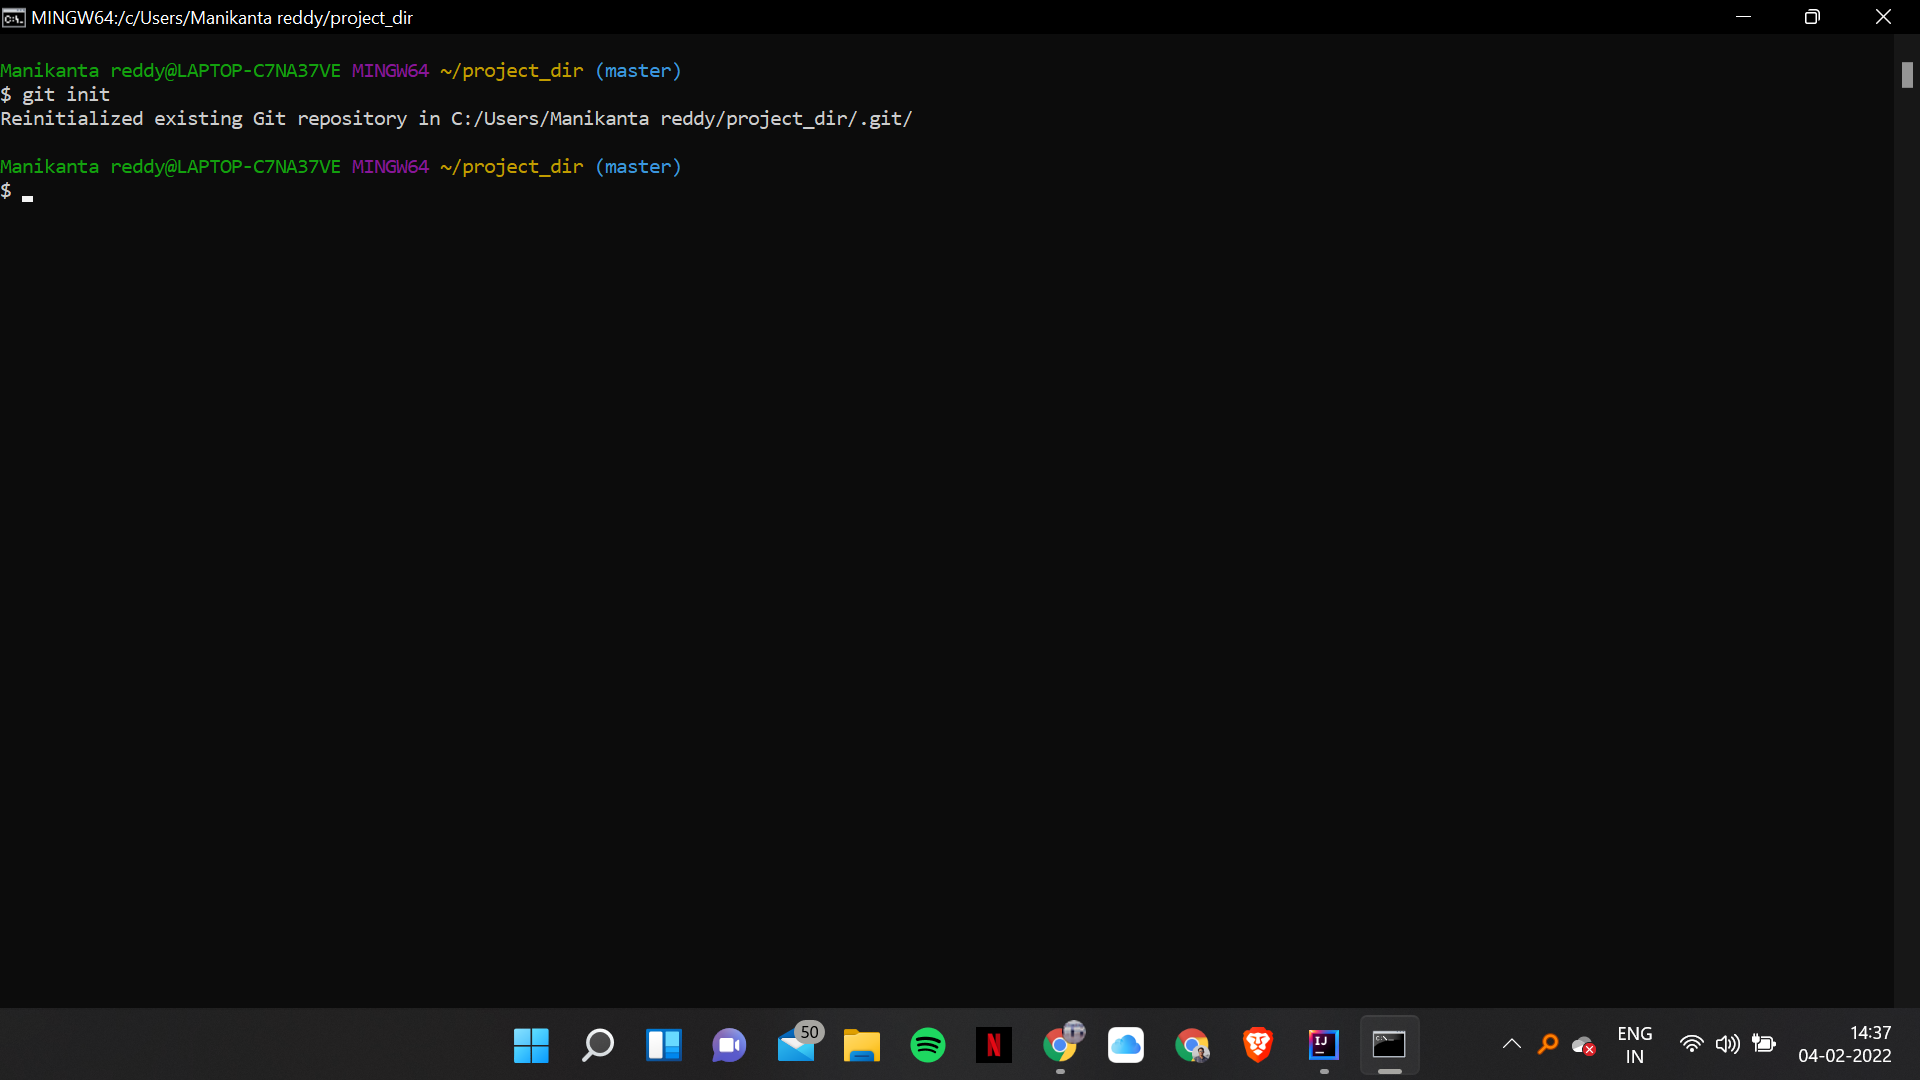 MINGW64:/c/Users/Manikanta reddy/project_dir
Manikanta reddy@LAPTOP-C7NA37VE MINGW64 ~/project_dir (master)
$ git init
Reinitialized existing Git repository in C:/Users/Manikanta reddy/project_dir/.git/
Manikanta reddy@LAPTOP-C7NA37VE MINGW64 ~/project_dir (master)
$
50
N
IJ
ENG
IN
14:37
04-02-2022